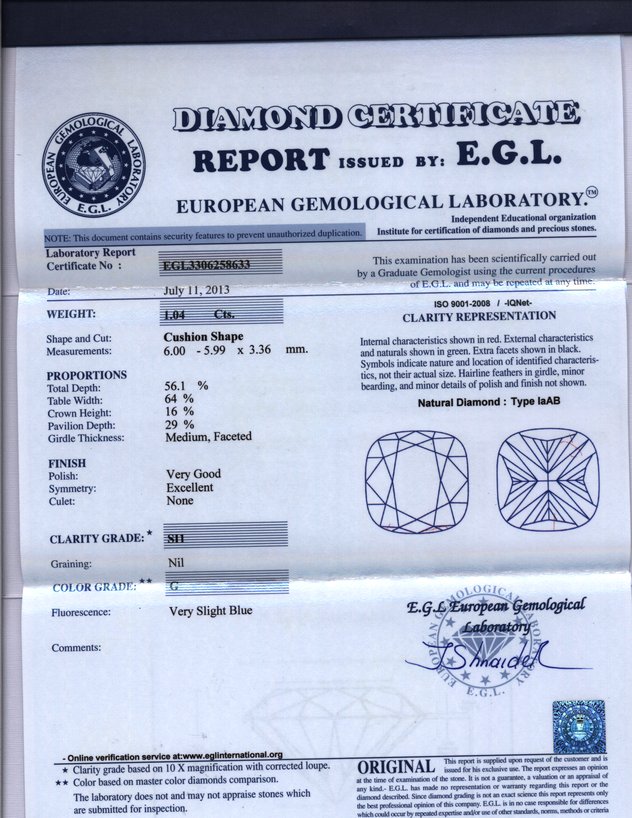 DIAMOND CERTIFICATE
REPORT ISSUED BY: E.G.L.
EUROPEAN GEMOLOGICAL LABORATORY.™
EUROPEAN GEMOLOGICAL LABORATORY
E.G.L.
Independent Educational organization
Institute for certification of diamonds and precious stones.
NOTE: This document contains security features to prevent unauthorized duplication.
Laboratory Report
Certificate No : EGL3306258633
Date: July 11, 2013
WEIGHT: 1.04 Cts.
Shape and Cut: Cushion Shape
Measurements: 6.00 - 5.99 x 3.36 mm.
PROPORTIONS
Total Depth: 56.1 %
Table Width: 64 %
Crown Height: 16 %
Pavilion Depth: 29 %
Girdle Thickness: Medium, Faceted
FINISH
Polish: Very Good
Symmetry: Excellent
Culet: None
CLARITY GRADE: * SI1
Graining: Nil
COLOR GRADE: ** G
Fluorescence: Very Slight Blue
Comments:
This examination has been scientifically carried out
by a Graduate Gemologist using the current procedures
of E.G.L. and may be repeated at any time.
ISO 9001-2008 / -IQNet-
CLARITY REPRESENTATION
Internal characteristics shown in red. External characteristics
and naturals shown in green. Extra facets shown in black.
Symbols indicate nature and location of identified characteris-
tics, not their actual size. Hairline feathers in girdle, minor
bearding, and minor details of polish and finish not shown.
Natural Diamond : Type IaAB
E.G.L European Gemological
Laboratory
EUROPEAN GEMOLOGICAL LABORATORY
E.G.L.
- Online verification service at:www.eglinternational.org
★ Clarity grade based on 10 X magnification with corrected loupe.
★★ Color based on master color diamonds comparison.
The laboratory does not and may not appraise stones which
are submitted for inspection.
ORIGINAL This report is supplied upon request of the customer and is
issued for his exclusive use. The report expresses an opinion
at the time of examination of the stone. It is not a guarantee, a valuation or an appraisal of
any kind.- E.G.L. has made no representation or warranty regarding this report or the
diamond described. Since diamond grading is not an exact science this report represents only
the best professional opinion of this company. E.G.L. is in no case responsible for differences
which could occur by repeated expertise and/or use of other standards, norms, methods or criteria